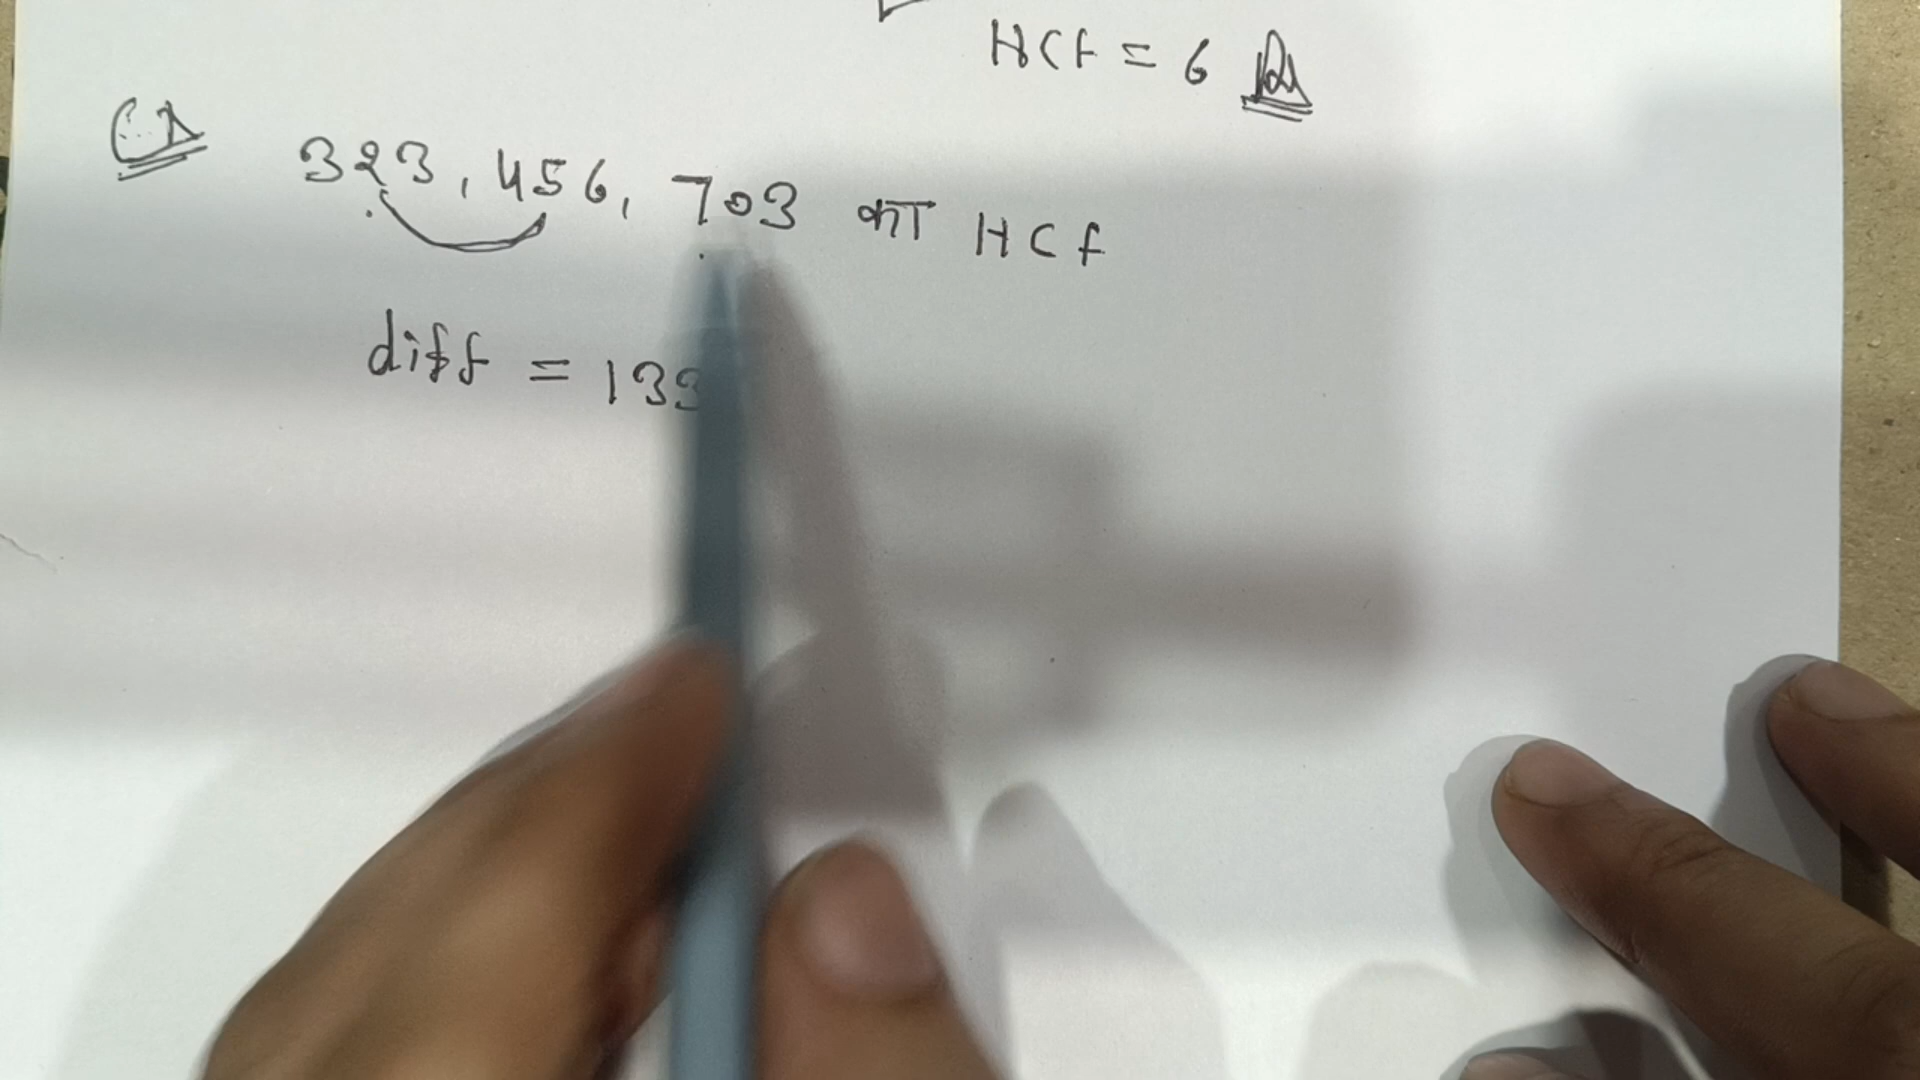 HCf = 6
323, 456, 703 का HCf
diff = 133